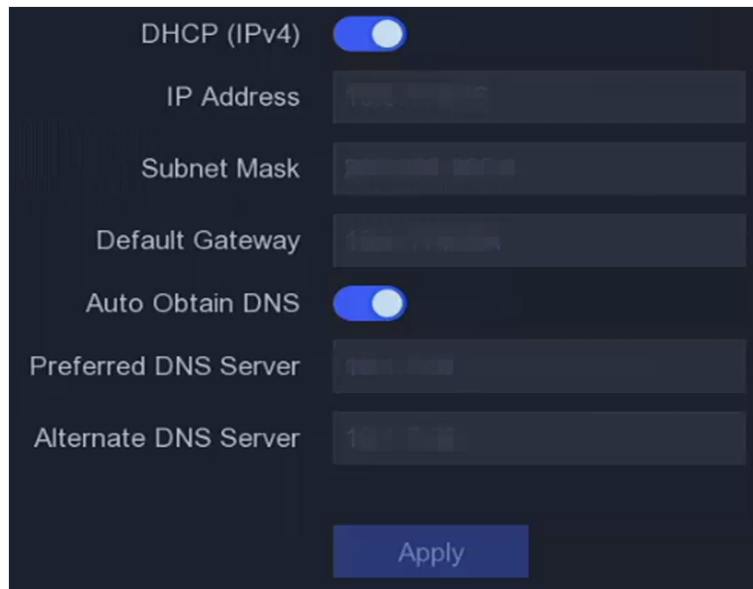 DHCP (IPv4)
IP Address
Subnet Mask
Default Gateway
Auto Obtain DNS
Preferred DNS Server
Alternate DNS Server
Apply